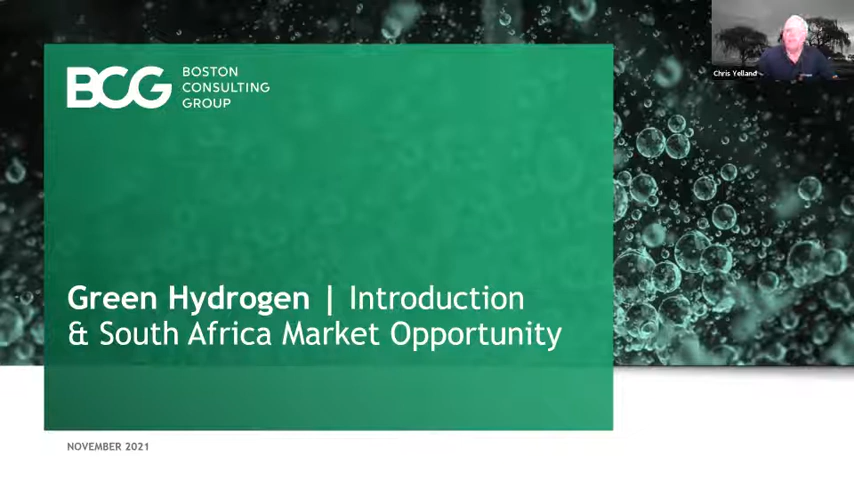 BCG
BOSTON
CONSULTING
GROUP
Chris Yelland
Green Hydrogen | Introduction
& South Africa Market Opportunity
NOVEMBER 2021